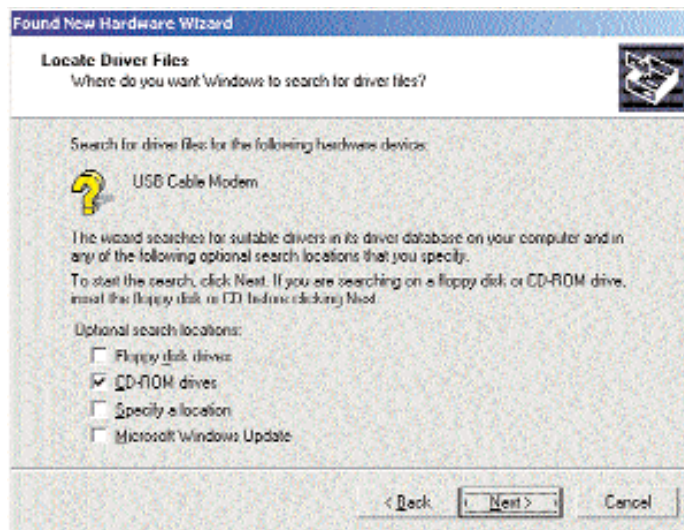 Found New Hardware Wizard
Locate Driver Files
Where do you want Windows to search for driver files?
Search for driver files for the following hardware device:
USB Cable Modem
The wizard searches for suitable drivers in its driver database on your computer and in
any of the following optional search locations that you specify.
To start the search, click Next. If you are searching on a floppy disk or CD-ROM drive,
insert the floppy disk or CD before clicking Next.
Optional search locations:
Floppy disk drives
CD-ROM drives
Specify a location
Microsoft Windows Update
< Back Next > Cancel